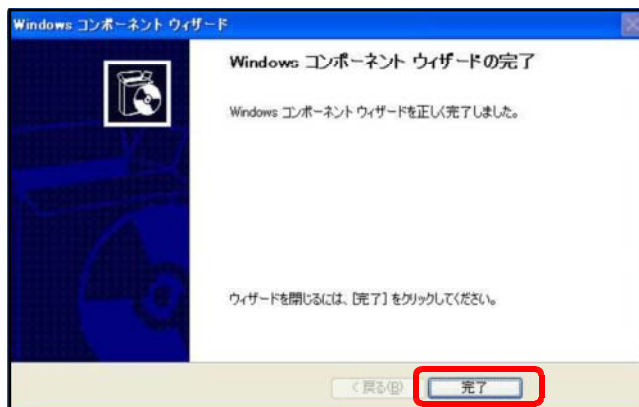 Windows コンポーネント ウィザード
Windows コンポーネント ウィザードの完了
Windows コンポーネント ウィザードを正しく完了しました。
ウィザードを閉じるには、[完了] をクリックしてください。
< 戻る(B)
完了